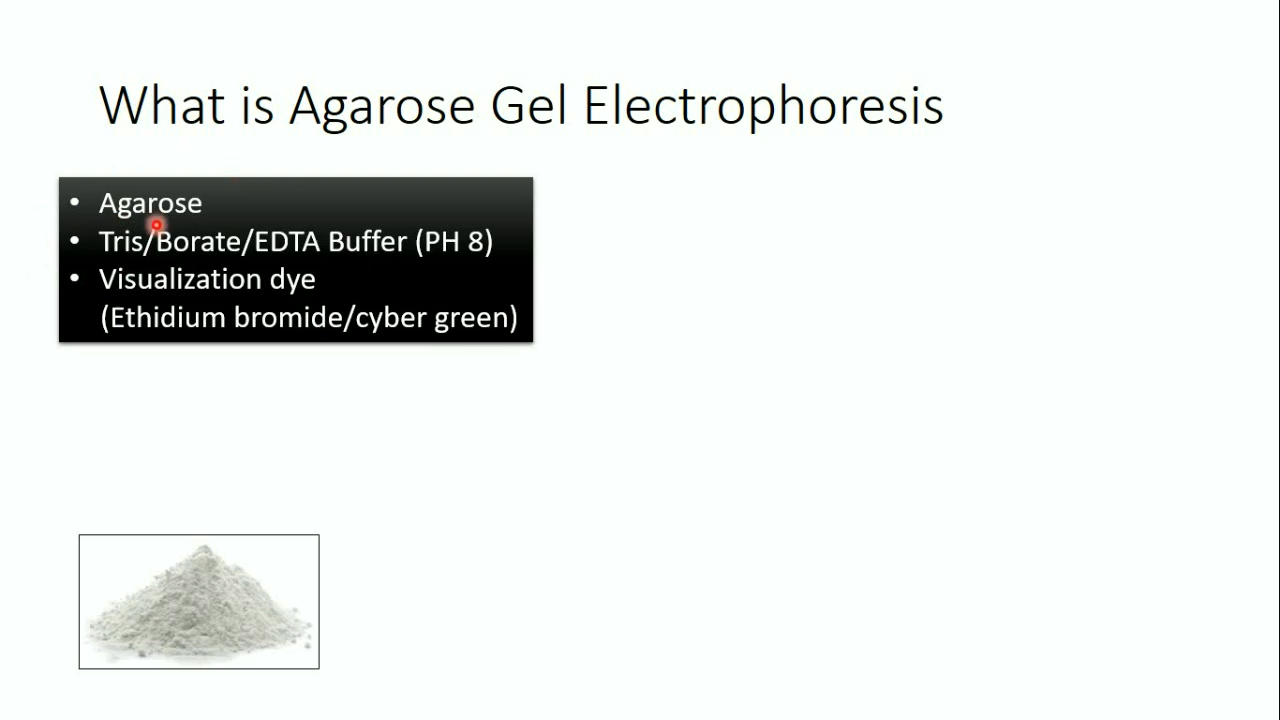 What is Agarose Gel Electrophoresis
• Agarose
• Tris/Borate/EDTA Buffer (PH 8)
• Visualization dye
(Ethidium bromide/cyber green)